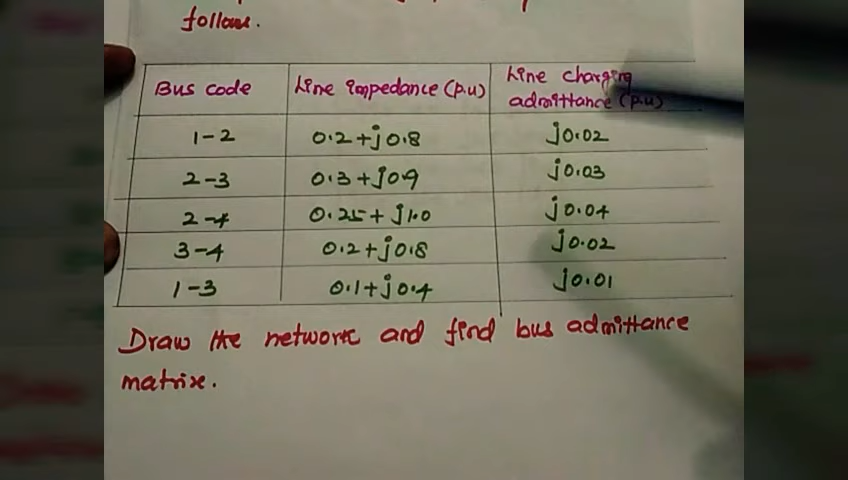 follows.
Bus code Line impedance (p.u) Line charging admittance (p.u)
1-2 0.2+j0.8 j0.02
2-3 0.3+j0.9 j0.03
2-4 0.25+j1.0 j0.04
3-4 0.2+j0.8 j0.02
1-3 0.1+j0.4 j0.01
Draw the network and find bus admittance
matrix.